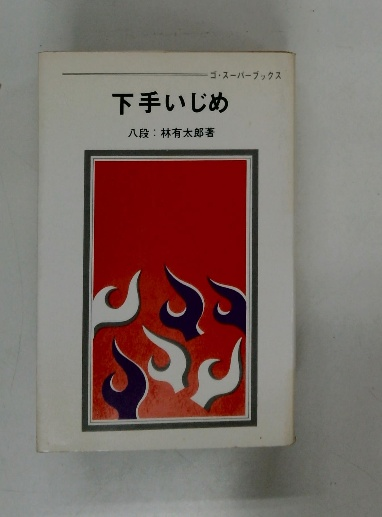 ゴ・スーパーブックス
下手いじめ
八段：林有太郎著